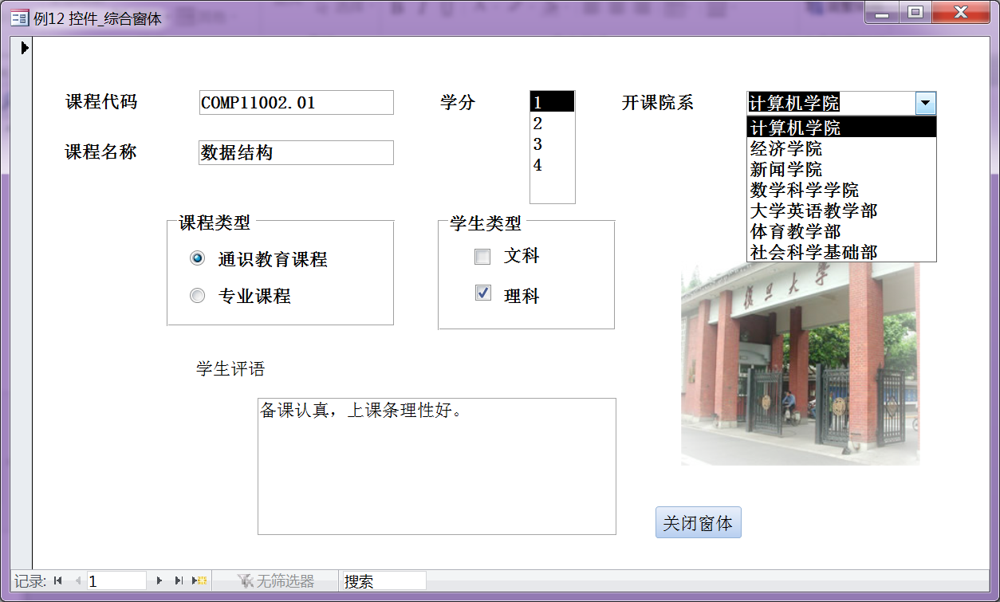 例12 控件_综合窗体
课程代码 COMP11002.01 学分 1 开课院系 计算机学院
2
3
4
计算机学院
经济学院
新闻学院
数学科学学院
大学英语教学部
体育教学部
社会科学基础部
课程名称 数据结构
课程类型
通识教育课程
专业课程
学生类型
文科
理科
復旦大学
学生评语
备课认真，上课条理性好。
关闭窗体
记录: 1 无筛选器 搜索